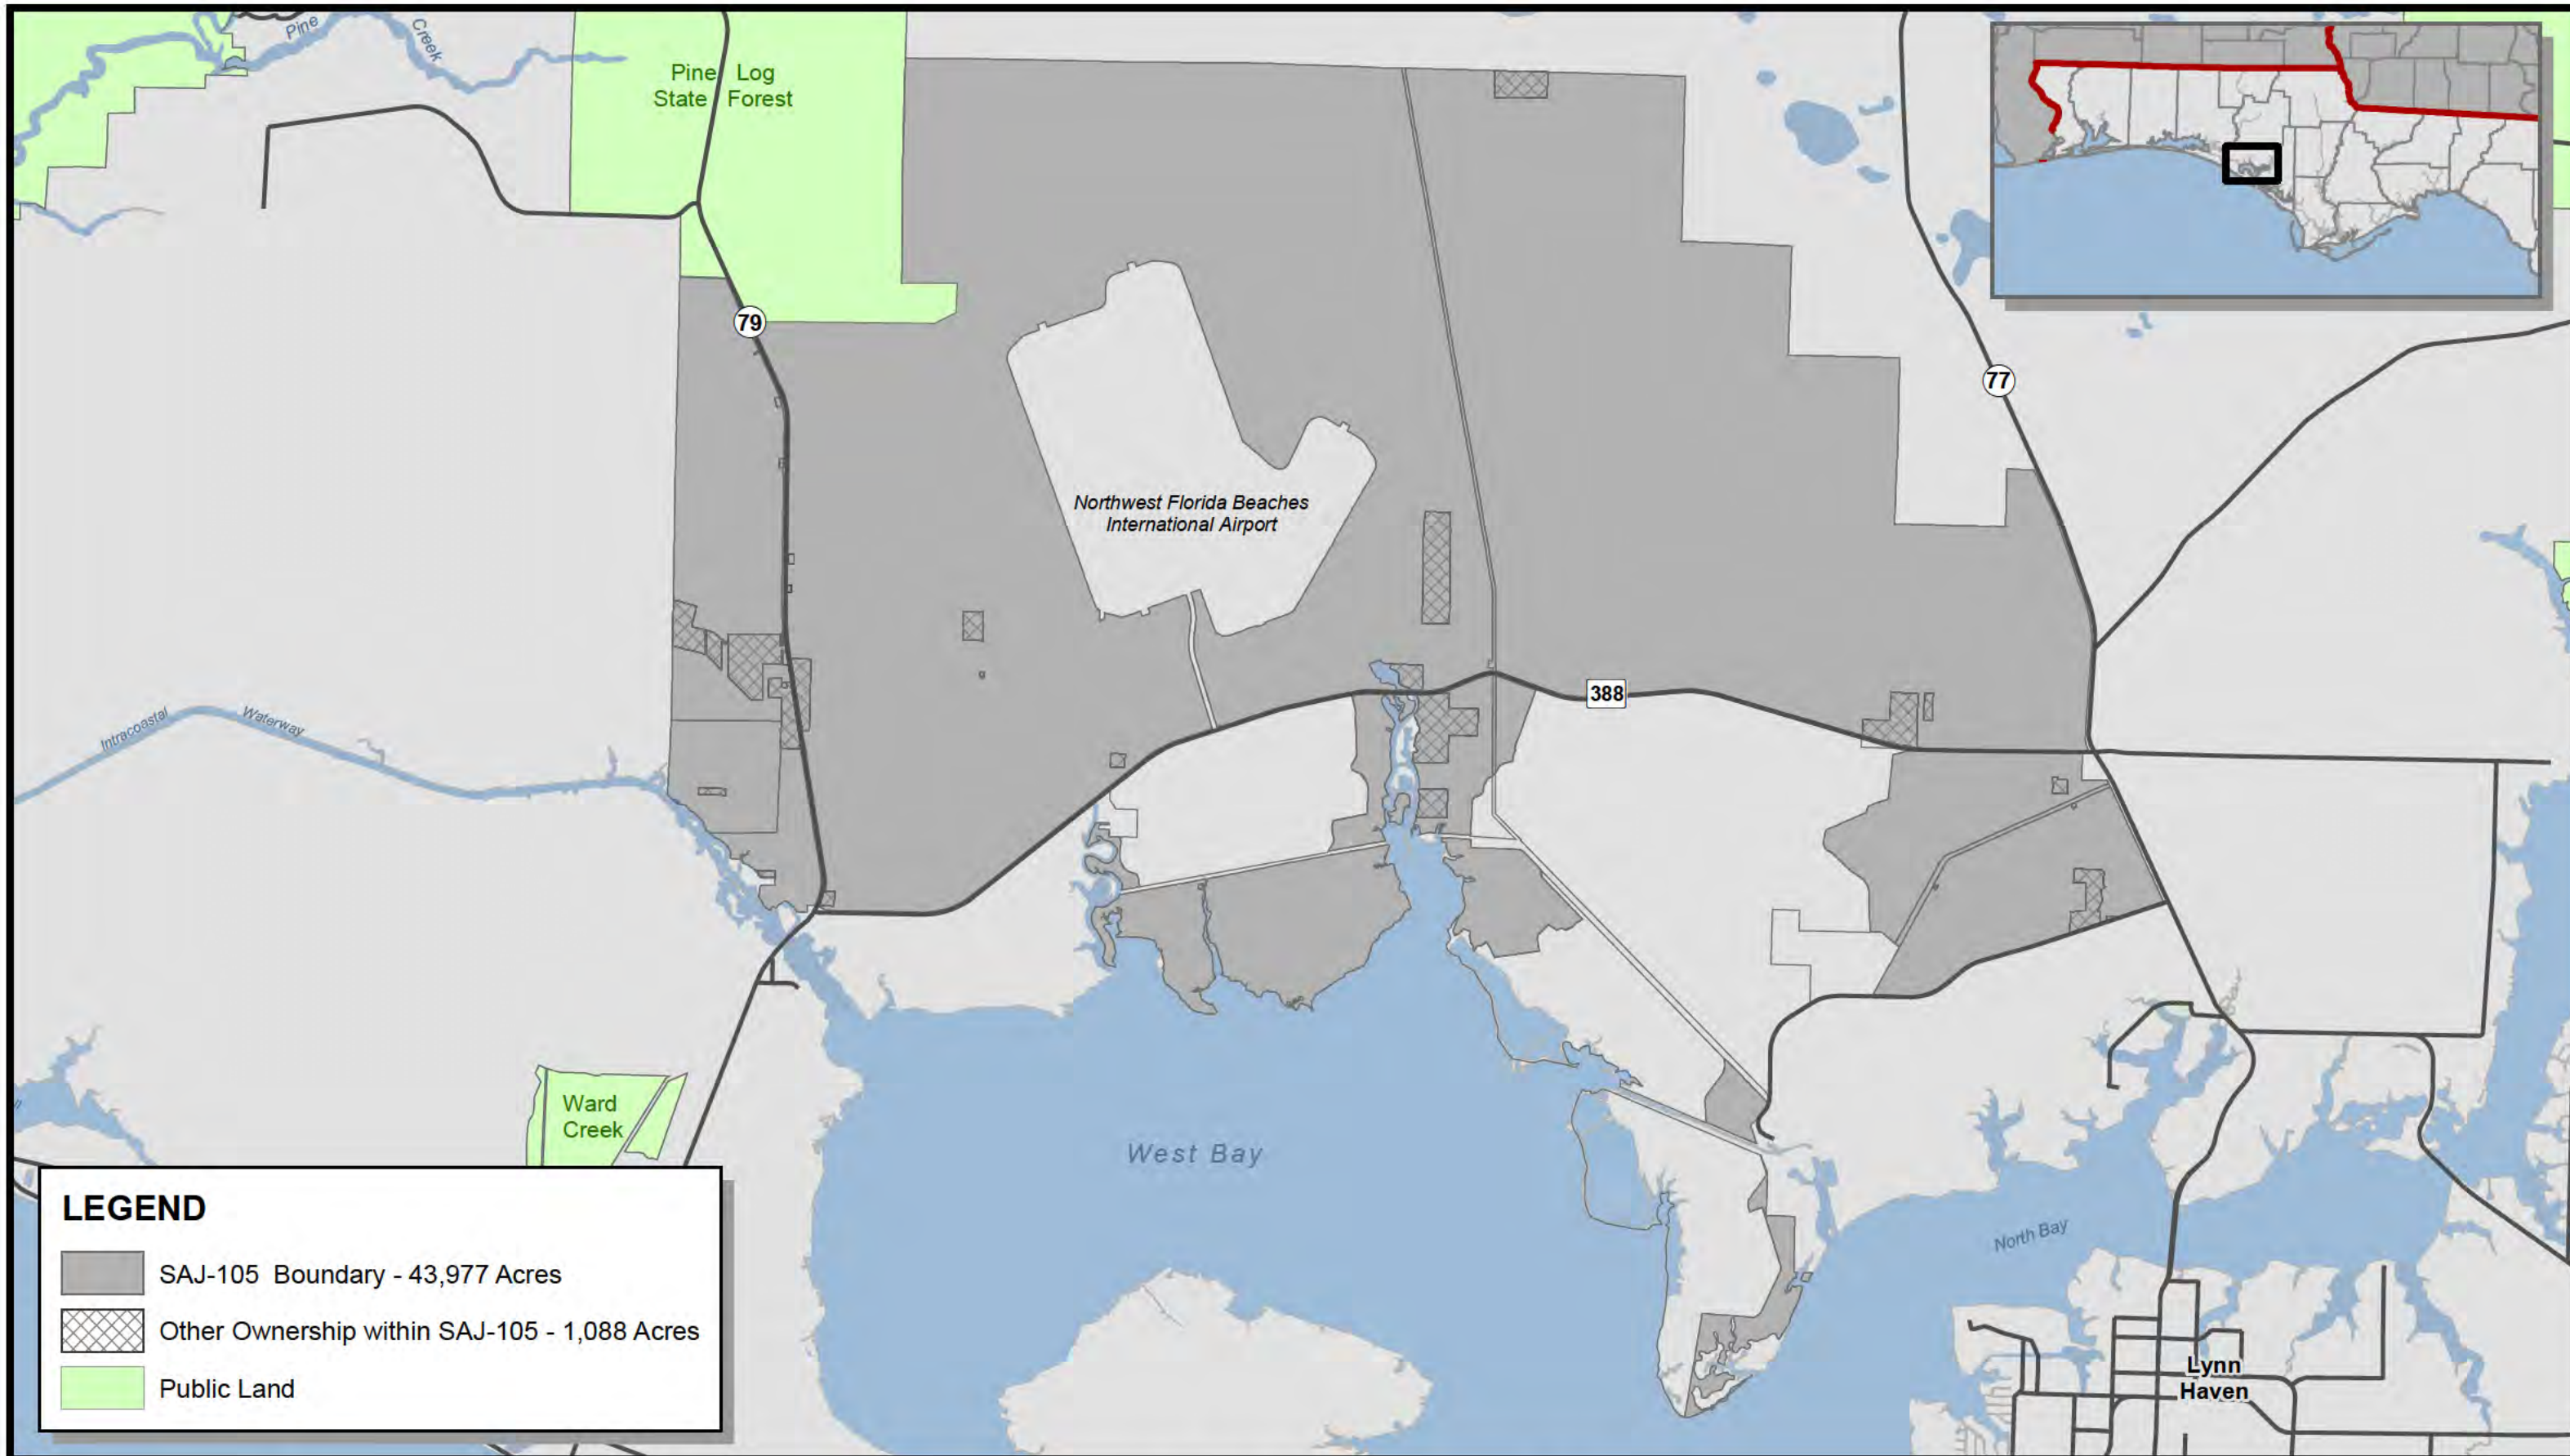 Pine Creek
Pine Log
State Forest
79
77
Northwest Florida Beaches
International Airport
388
Intracoastal Waterway
Ward
Creek
West Bay
North Bay
Lynn
Haven
LEGEND
SAJ-105 Boundary - 43,977 Acres
Other Ownership within SAJ-105 - 1,088 Acres
Public Land